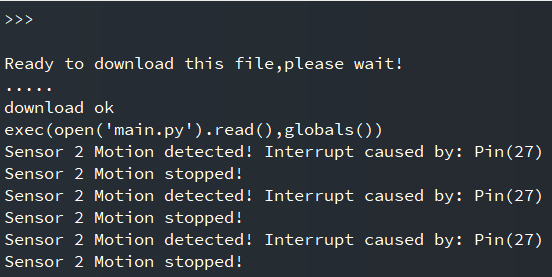 >>>
Ready to download this file,please wait!
.....
download ok
exec(open('main.py').read(),globals())
Sensor 2 Motion detected! Interrupt caused by: Pin(27)
Sensor 2 Motion stopped!
Sensor 2 Motion detected! Interrupt caused by: Pin(27)
Sensor 2 Motion stopped!
Sensor 2 Motion detected! Interrupt caused by: Pin(27)
Sensor 2 Motion stopped!